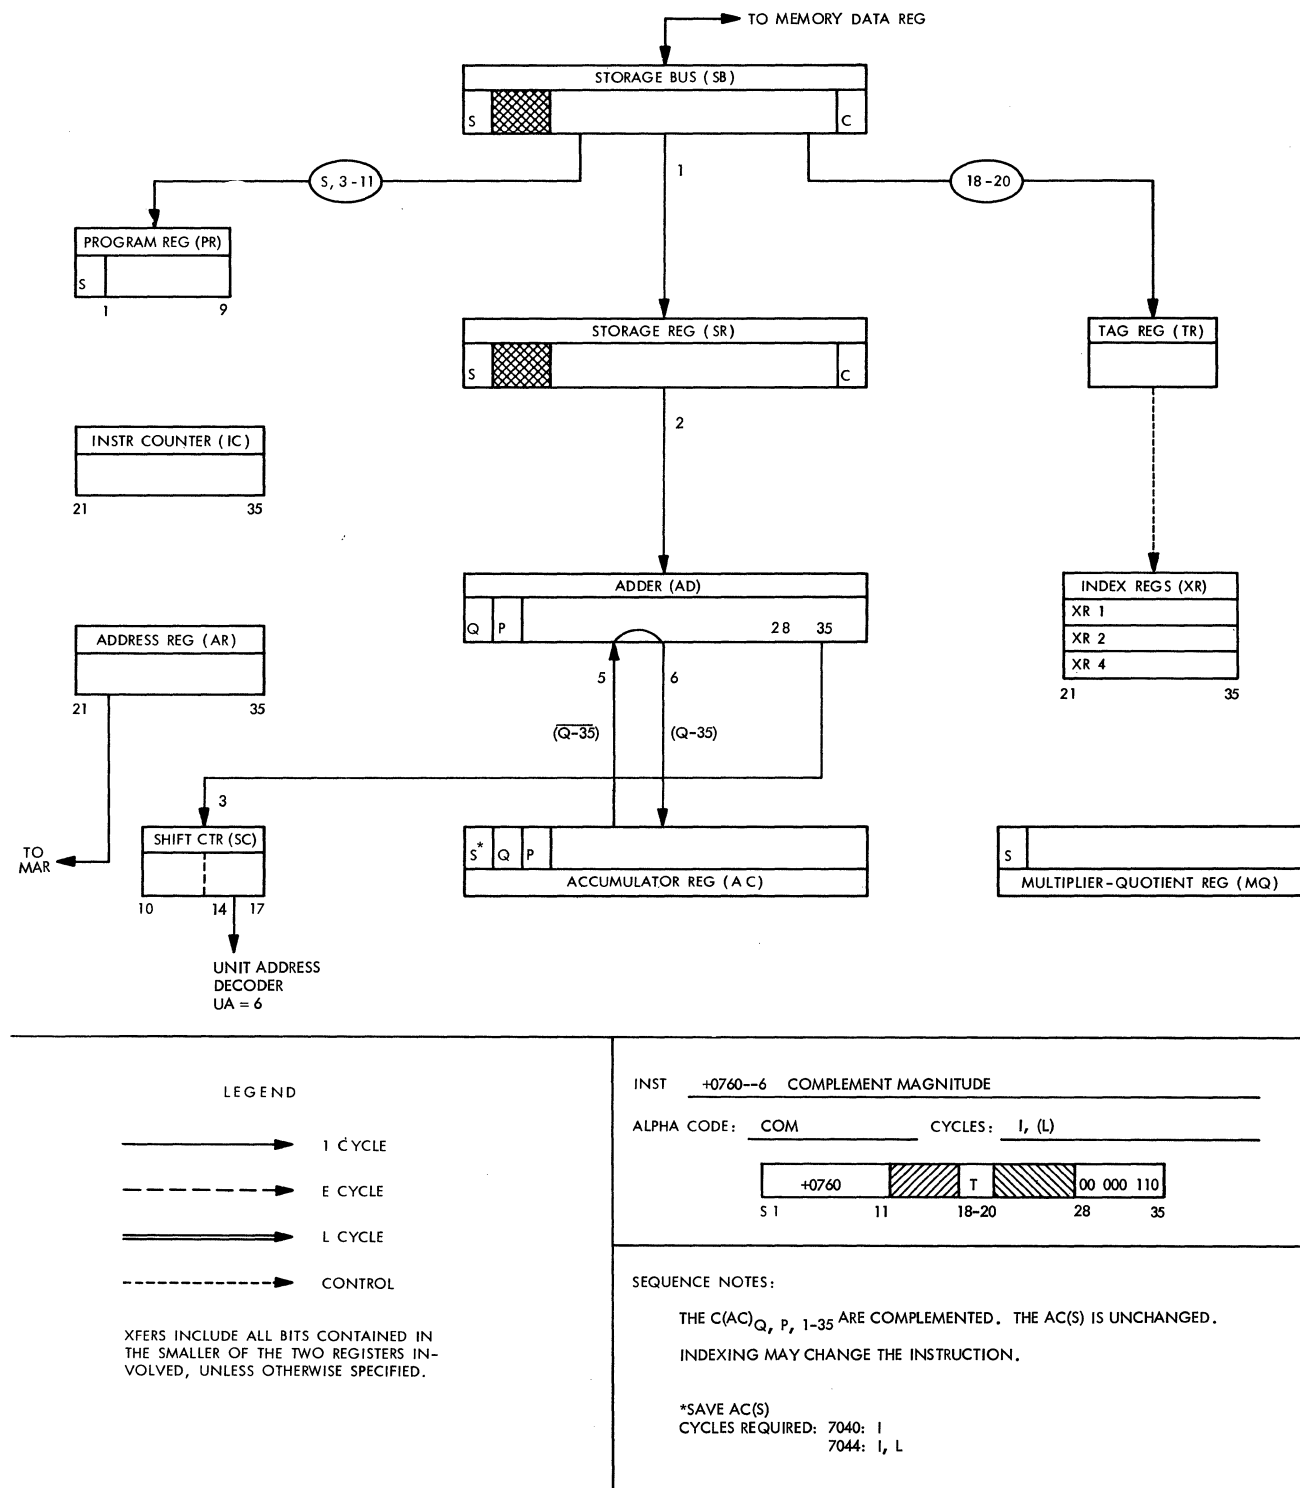 TO MEMORY DATA REG
STORAGE BUS (SB)
S C
1
S, 3-11
18-20
PROGRAM REG (PR)
S
1 9
STORAGE REG (SR)
S C
TAG REG (TR)
2
INSTR COUNTER (IC)
21 35
ADDER (AD)
Q P 28 35
INDEX REGS (XR)
XR 1
XR 2
XR 4
21 35
ADDRESS REG (AR)
21 35
5 6
(Q-35) (Q-35)
3
SHIFT CTR (SC)
10 14 17
TO
MAR
S* Q P
ACCUMULATOR REG (AC)
S
MULTIPLIER-QUOTIENT REG (MQ)
UNIT ADDRESS
DECODER
UA = 6
LEGEND
I CYCLE
E CYCLE
L CYCLE
CONTROL
XFERS INCLUDE ALL BITS CONTAINED IN
THE SMALLER OF THE TWO REGISTERS IN-
VOLVED, UNLESS OTHERWISE SPECIFIED.
INST +0760--6 COMPLEMENT MAGNITUDE
ALPHA CODE: COM CYCLES: I, (L)
+0760 T 00 000 110
S 1 11 18-20 28 35
SEQUENCE NOTES:
THE C(AC)Q, P, 1-35 ARE COMPLEMENTED. THE AC(S) IS UNCHANGED.
INDEXING MAY CHANGE THE INSTRUCTION.
*SAVE AC(S)
CYCLES REQUIRED: 7040: I
7044: I, L